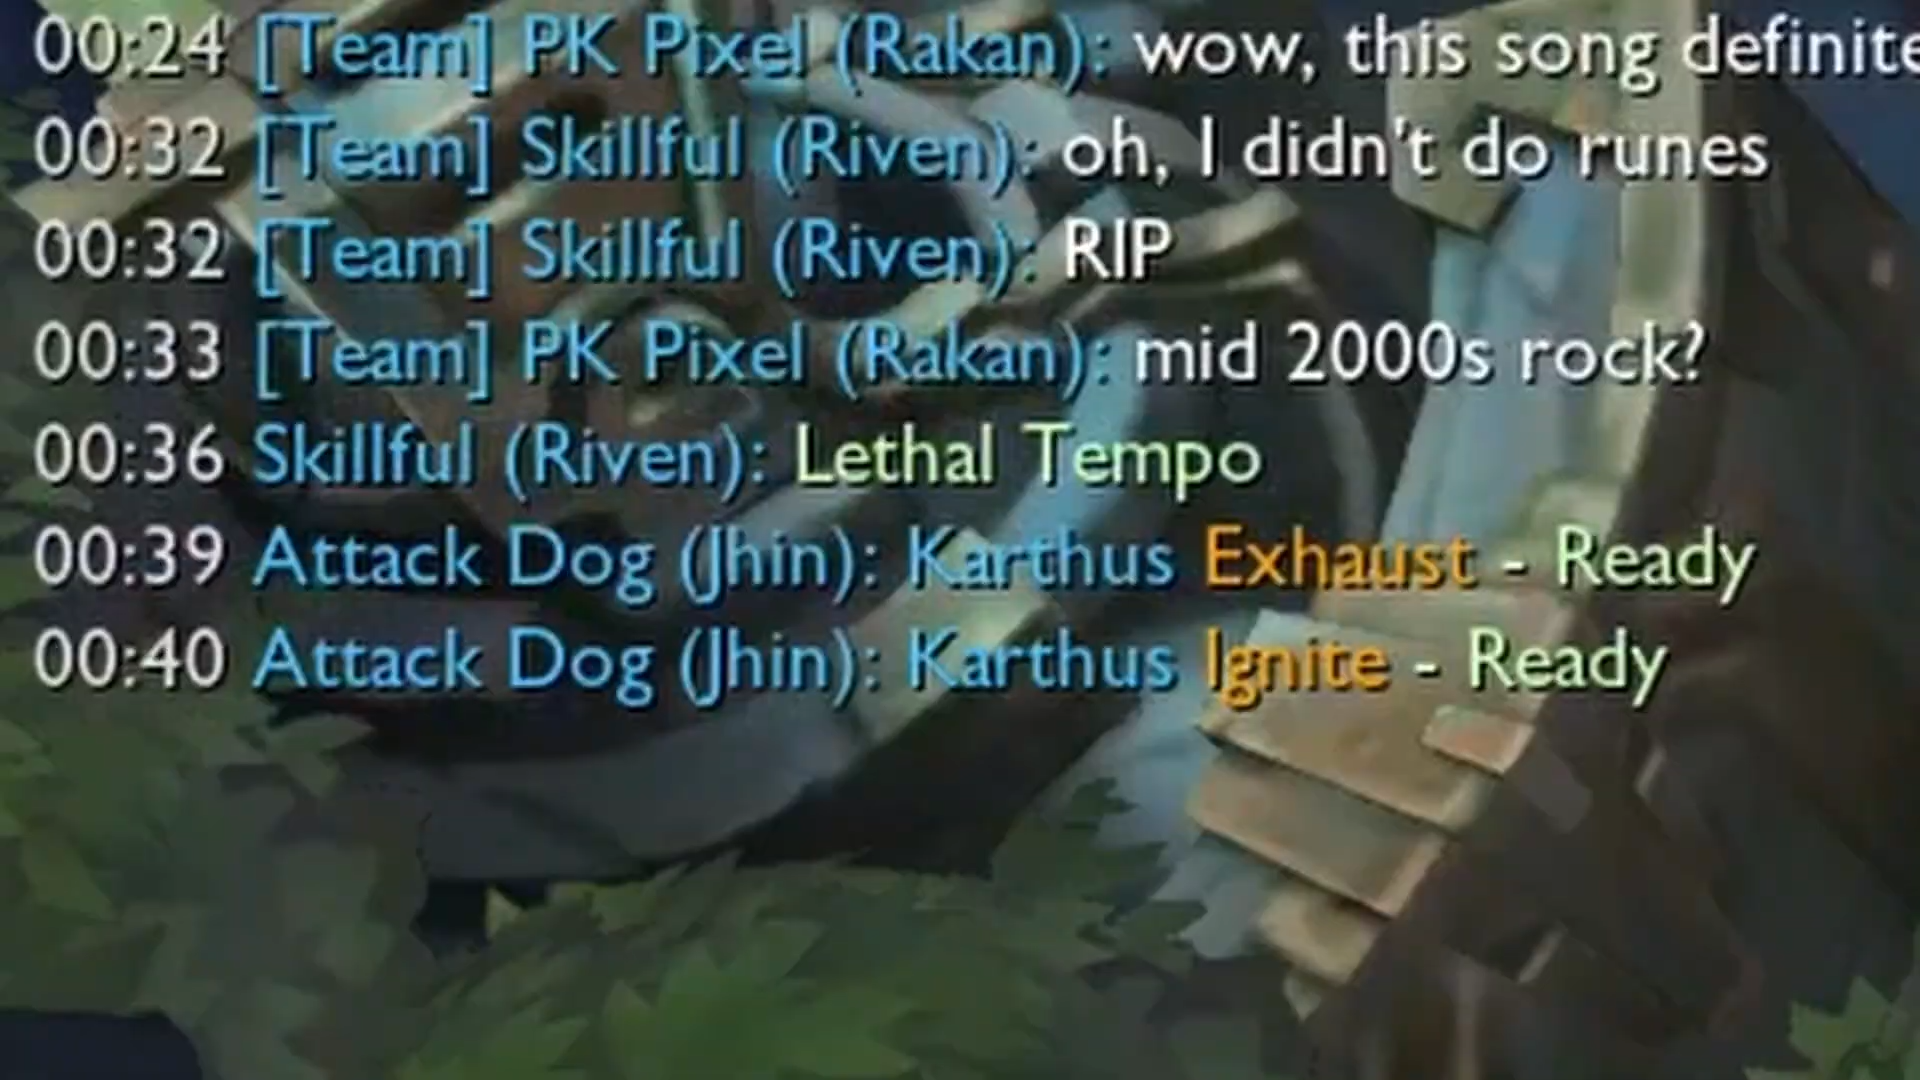 00:24 [Team] PK Pixel (Rakan): wow, this song definite
00:32 [Team] Skillful (Riven): oh, I didn't do runes
00:32 [Team] Skillful (Riven): RIP
00:33 [Team] PK Pixel (Rakan): mid 2000s rock?
00:36 Skillful (Riven): Lethal Tempo
00:39 Attack Dog (Jhin): Karthus Exhaust - Ready
00:40 Attack Dog (Jhin): Karthus Ignite - Ready